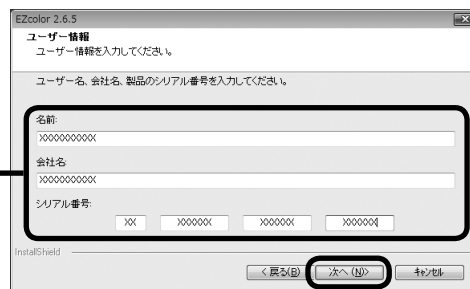 EZcolor 2.6.5
ユーザー情報
ユーザー情報を入力してください。
ユーザー名、会社名、製品のシリアル番号を入力してください。
名前:
XXXXXXXXXX
会社名:
XXXXXXXXXX
シリアル番号:
XX XXXXXX XXXXXX XXXXXX
InstallShield
< 戻る(B) 次へ(N)> キャンセル